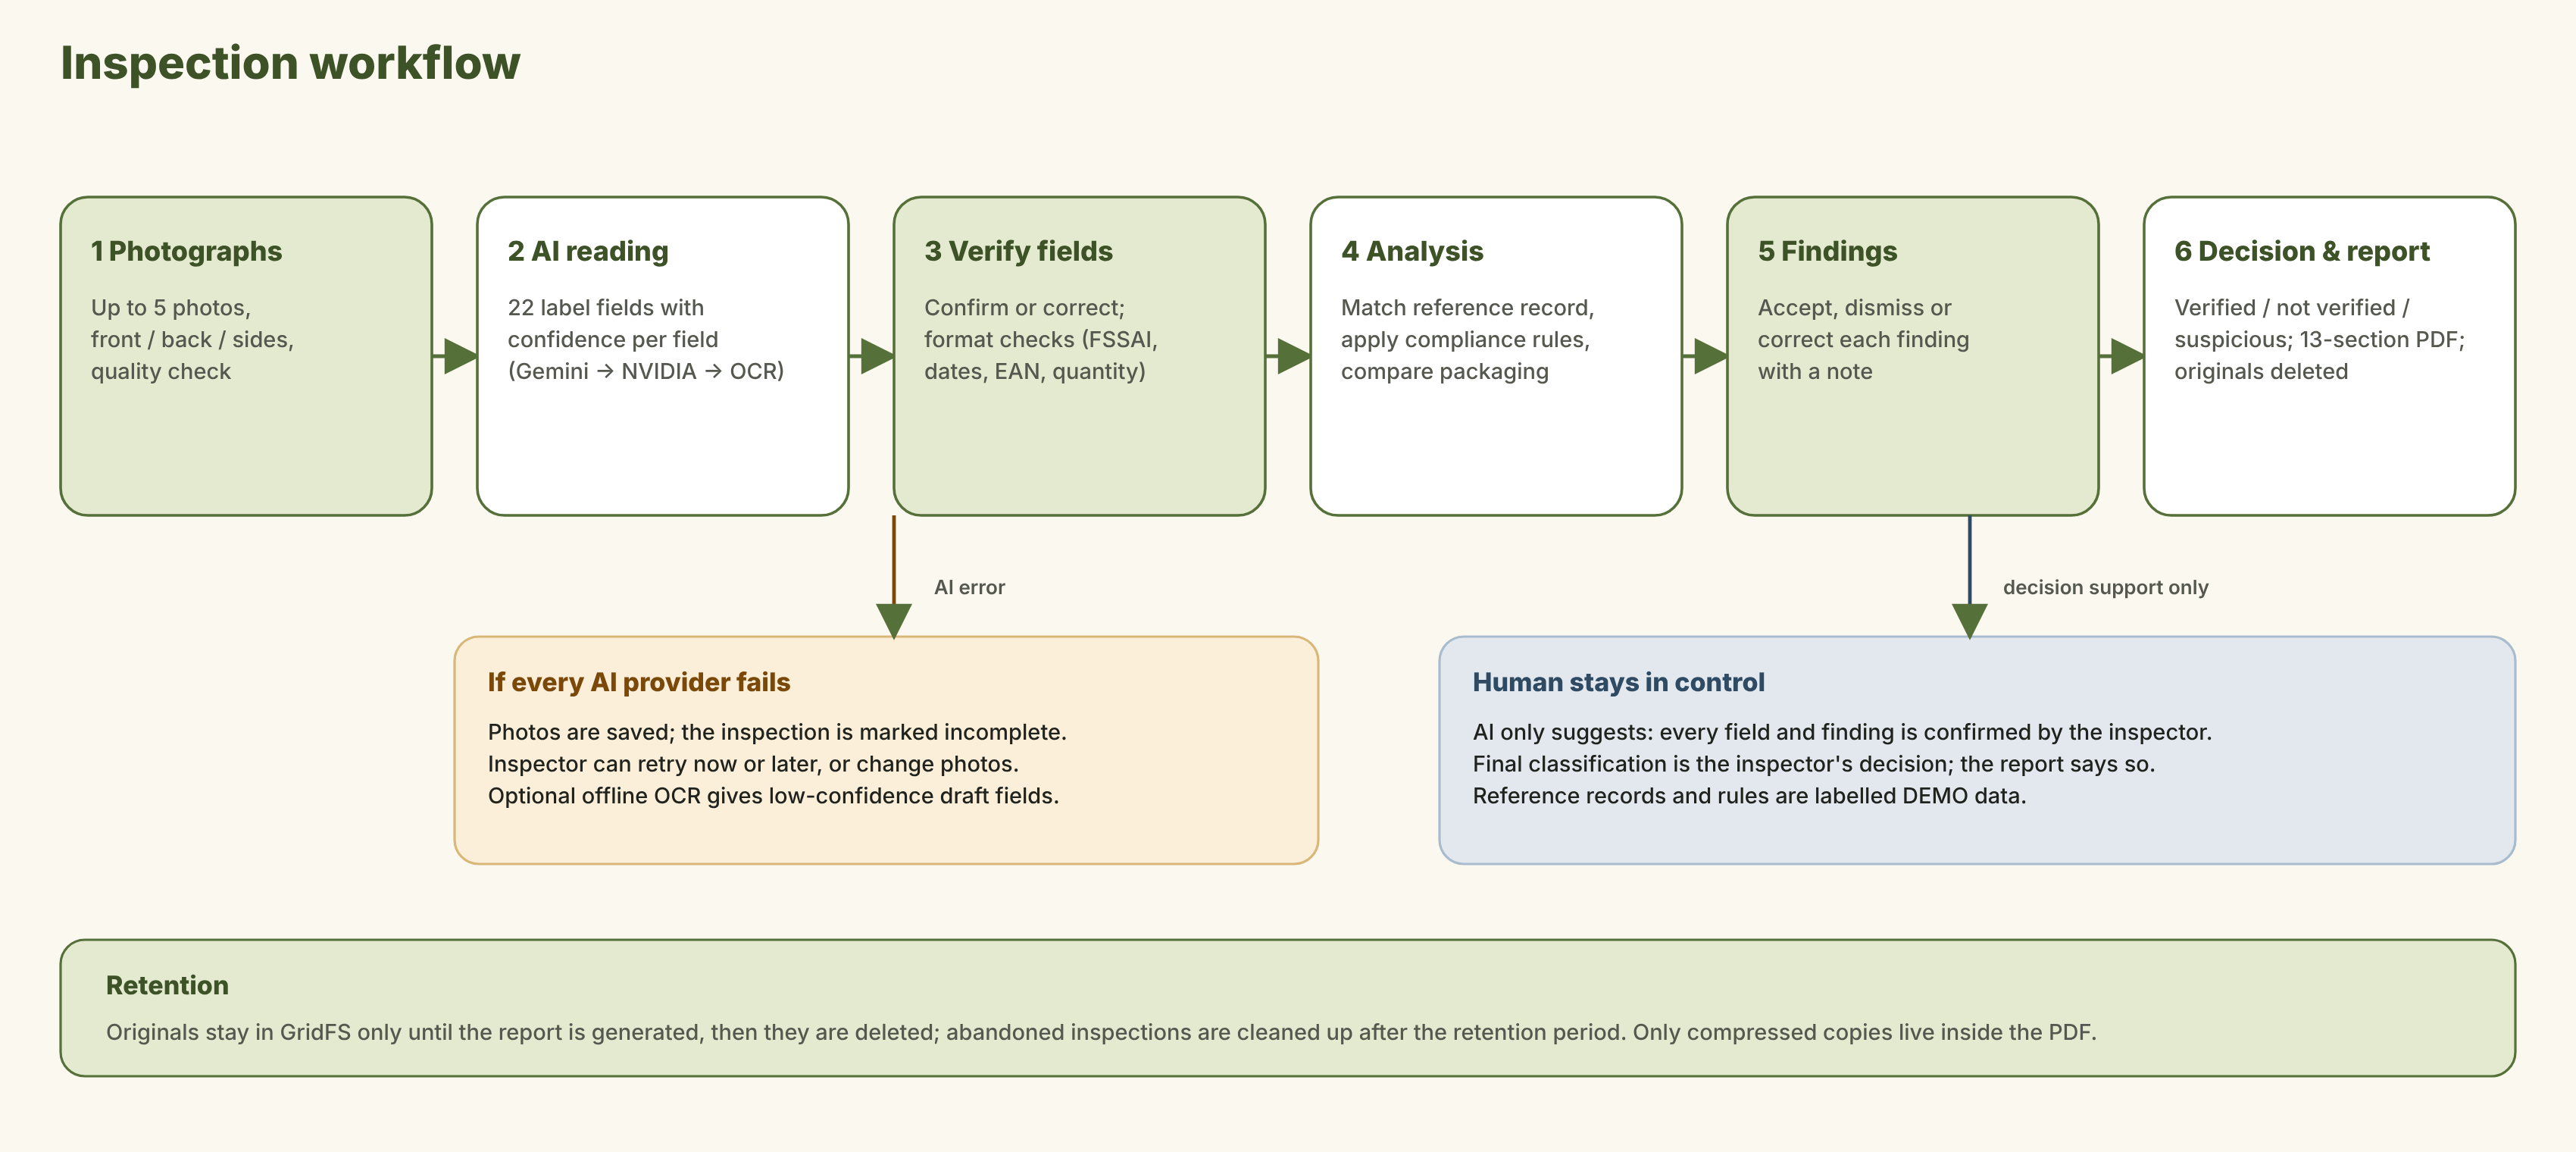 Inspection workflow
1 Photographs
Up to 5 photos,
front / back / sides,
quality check
2 AI reading
22 label fields with
confidence per field
(Gemini → NVIDIA → OCR)
3 Verify fields
Confirm or correct;
format checks (FSSAI,
dates, EAN, quantity)
4 Analysis
Match reference record,
apply compliance rules,
compare packaging
5 Findings
Accept, dismiss or
correct each finding
with a note
6 Decision & report
Verified / not verified /
suspicious; 13-section PDF;
originals deleted
AI error
decision support only
If every AI provider fails
Photos are saved; the inspection is marked incomplete.
Inspector can retry now or later, or change photos.
Optional offline OCR gives low-confidence draft fields.
Human stays in control
AI only suggests: every field and finding is confirmed by the inspector.
Final classification is the inspector's decision; the report says so.
Reference records and rules are labelled DEMO data.
Retention
Originals stay in GridFS only until the report is generated, then they are deleted; abandoned inspections are cleaned up after the retention period. Only compressed copies live inside the PDF.